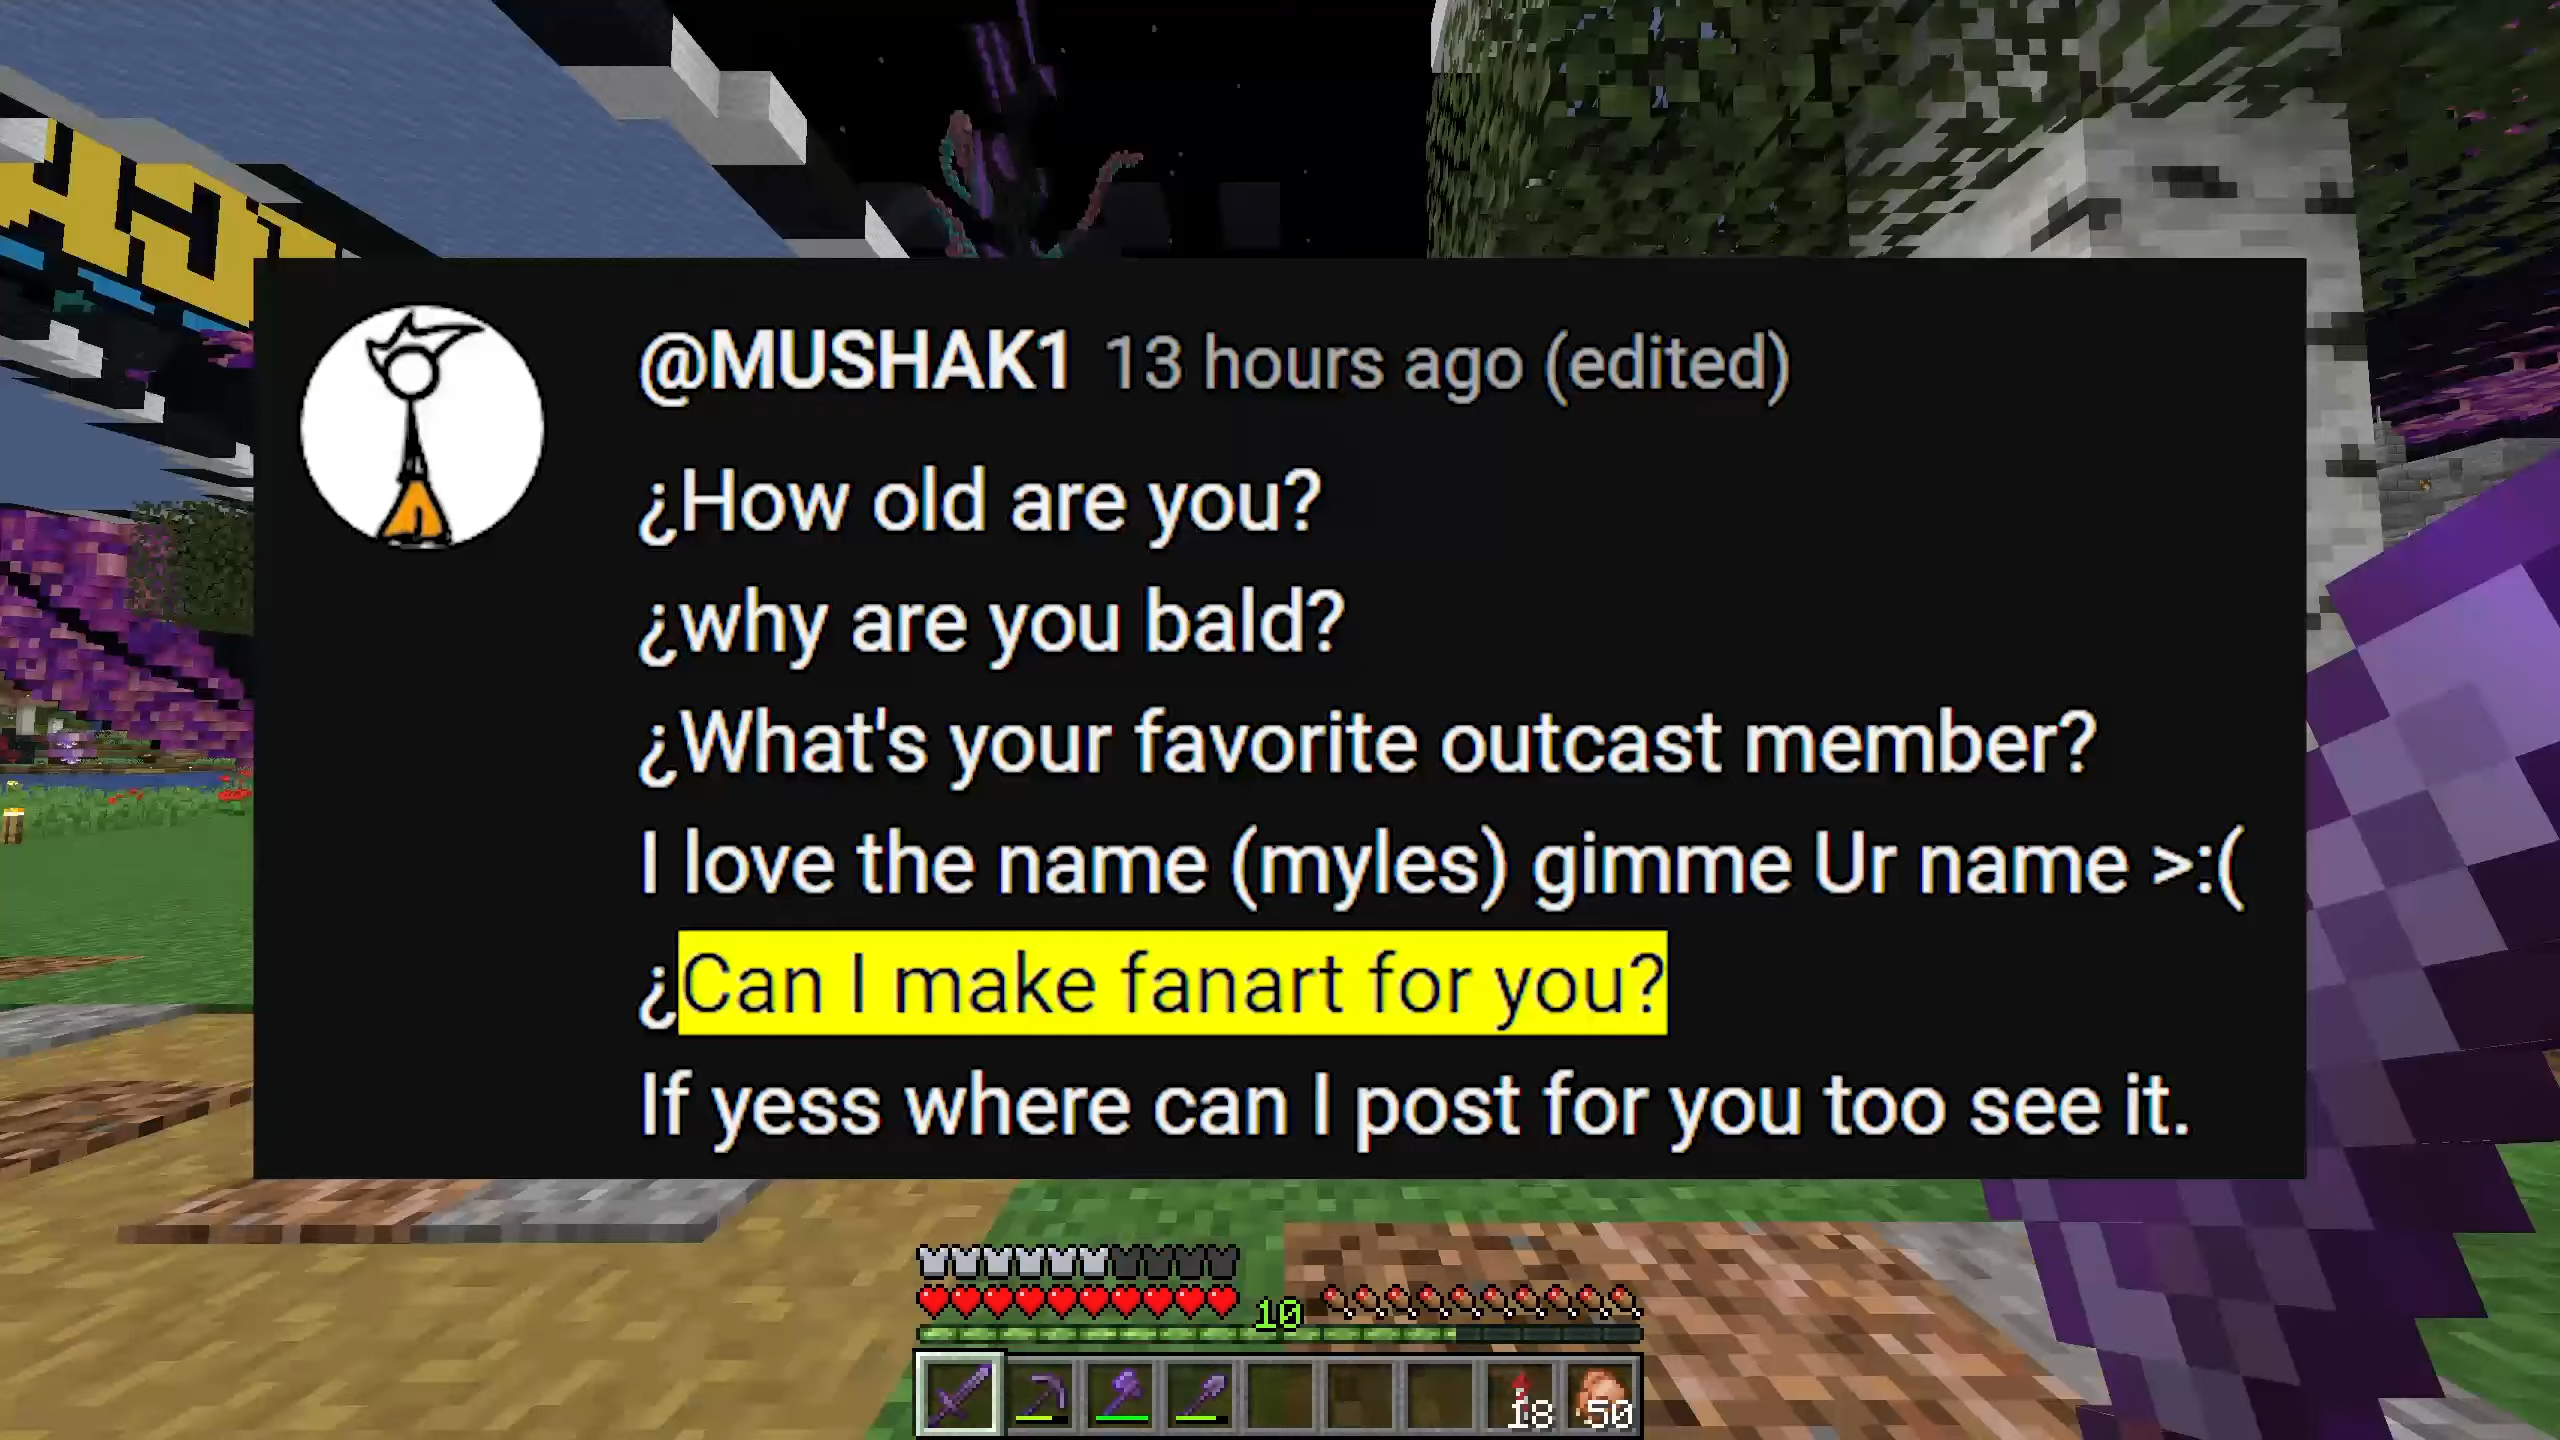 @MUSHAK1 13 hours ago (edited)
¿How old are you?
¿why are you bald?
¿What's your favorite outcast member?
I love the name (myles) gimme Ur name >:(
¿Can I make fanart for you?
If yess where can I post for you too see it.
10
18 50